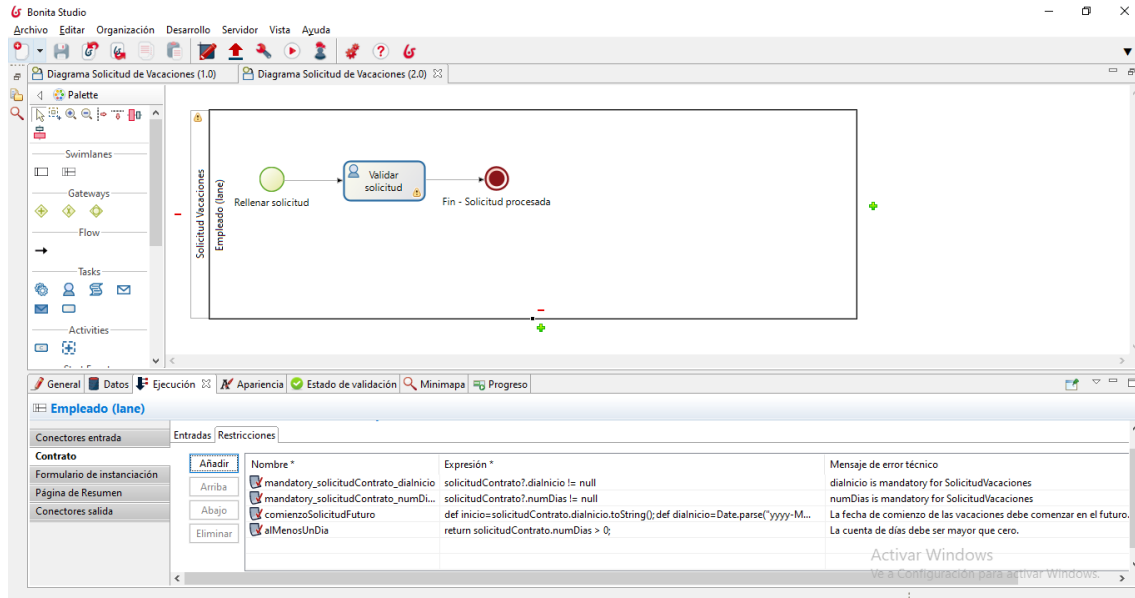 Bonita Studio
Archivo Editar Organización Desarrollo Servidor Vista Ayuda
Diagrama Solicitud de Vacaciones (1.0) Diagrama Solicitud de Vacaciones (2.0)
Palette
Swimlanes
Gateways
Flow
Tasks
Activities
Solicitud Vacaciones
Empleado (lane)
Rellenar solicitud
Validar
solicitud
Fin - Solicitud procesada
General Datos Ejecución Apariencia Estado de validación Minimapa Progreso
Empleado (lane)
Conectores entrada
Contrato
Formulario de instanciación
Página de Resumen
Conectores salida
Entradas Restricciones
Añadir
Arriba
Abajo
Eliminar
Nombre * Expresión * Mensaje de error técnico
mandatory_solicitudContrato_diaInicio solicitudContrato?.diaInicio != null diaInicio is mandatory for SolicitudVacaciones
mandatory_solicitudContrato_numDi... solicitudContrato?.numDias != null numDias is mandatory for SolicitudVacaciones
comienzoSolicitudFuturo def inicio=solicitudContrato.diaInicio.toString();def diaInicio=Date.parse("yyyy-M... La fecha de comienzo de las vacaciones debe comenzar en el futuro.
alMenosUnDia return solicitudContrato.numDias > 0; La cuenta de días debe ser mayor que cero.
Activar Windows
Ve a Configuración para activar Windows.